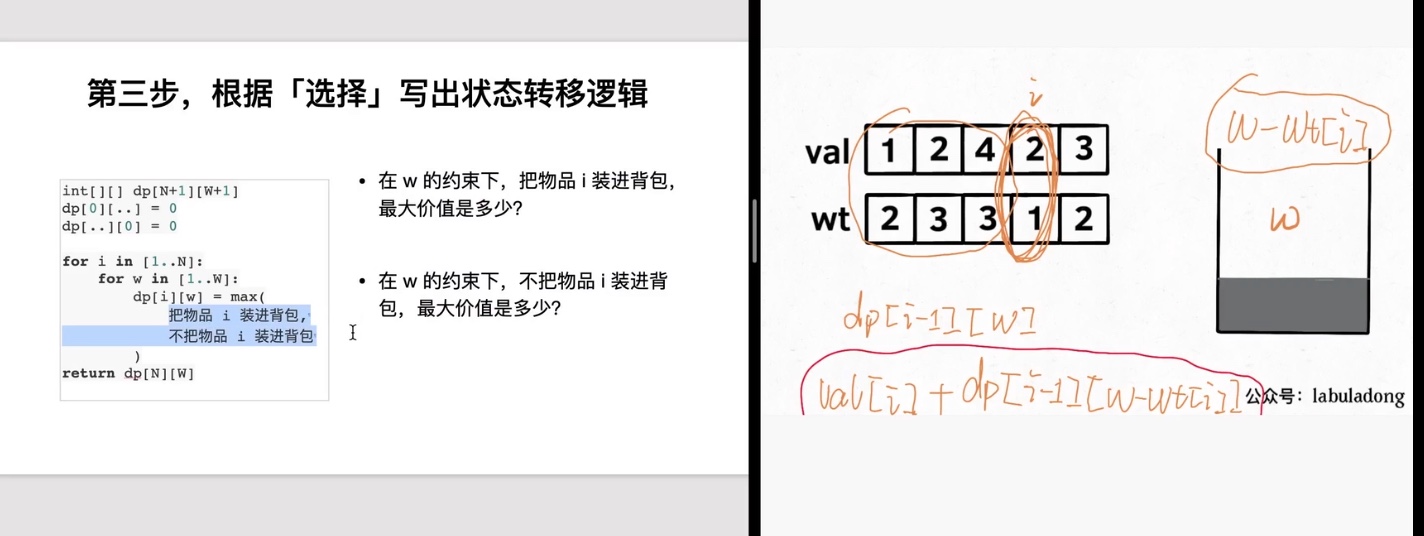 第三步，根据「选择」写出状态转移逻辑
int[][] dp[N+1][W+1]
dp[0][..] = 0
dp[..][0] = 0
for i in [1..N]:
for w in [1..W]:
dp[i][w] = max(
把物品 i 装进背包,
不把物品 i 装进背包
)
return dp[N][W]
• 在 w 的约束下，把物品 i 装进背包，
最大价值是多少？
• 在 w 的约束下，不把物品 i 装进背
包，最大价值是多少？
i
val 1 2 4 2 3
wt 2 3 3 1 2
w-wt[i]
w
dp[i-1][w]
val[i] + dp[i-1][w-wt[i]]
公众号：labuladong